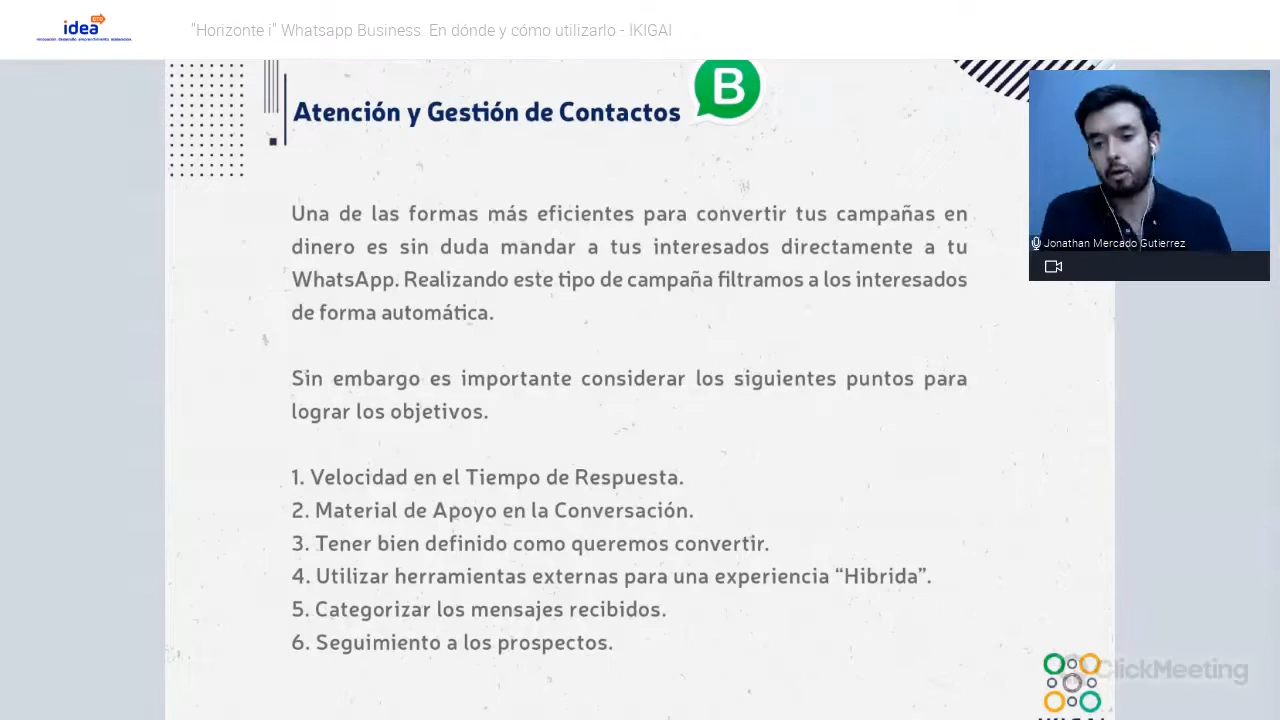 idea
GTO
"Horizonte i" Whatsapp Business. En dónde y cómo utilizarlo - IKIGAI
Atención y Gestión de Contactos
B
Jonathan Mercado Gutierrez
Una de las formas más eficientes para convertir tus campañas en
dinero es sin duda mandar a tus interesados directamente a tu
WhatsApp. Realizando este tipo de campaña filtramos a los interesados
de forma automática.
Sin embargo es importante considerar los siguientes puntos para
lograr los objetivos.
1. Velocidad en el Tiempo de Respuesta.
2. Material de Apoyo en la Conversación.
3. Tener bien definido como queremos convertir.
4. Utilizar herramientas externas para una experiencia “Hibrida”.
5. Categorizar los mensajes recibidos.
6. Seguimiento a los prospectos.
ClickMeeting
IKIGAI